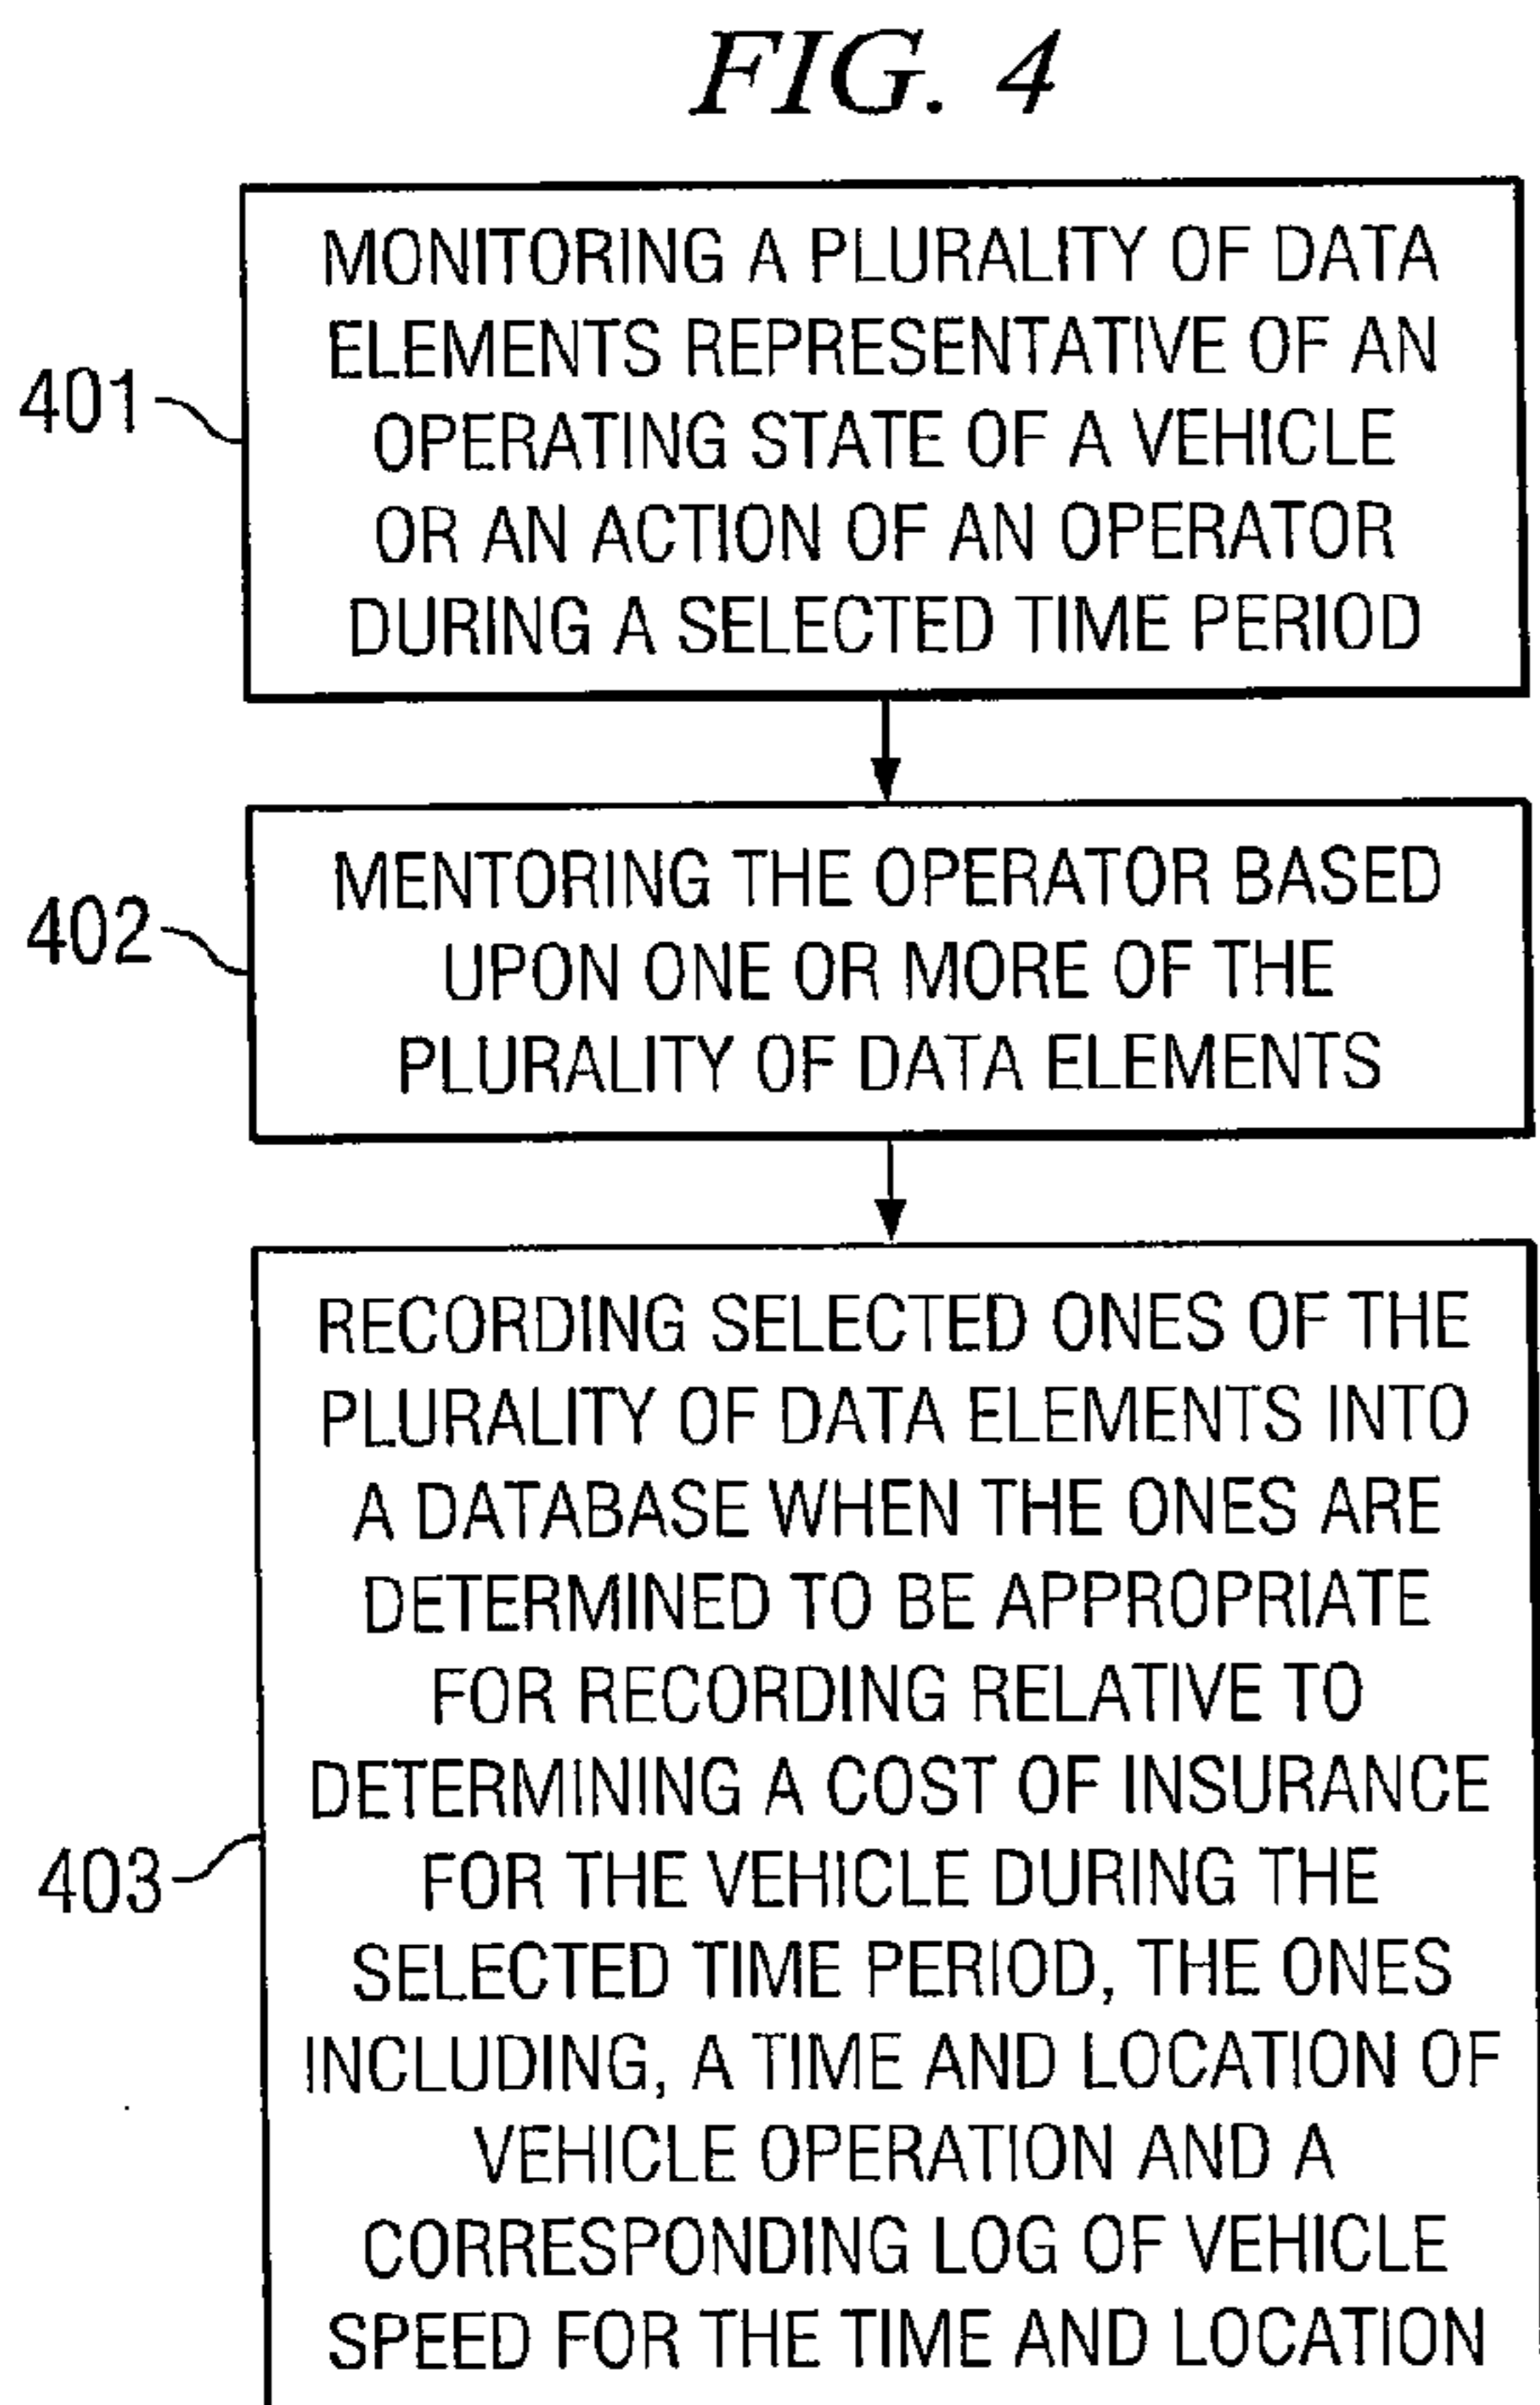 FIG. 4
MONITORING A PLURALITY OF DATA
ELEMENTS REPRESENTATIVE OF AN
OPERATING STATE OF A VEHICLE
OR AN ACTION OF AN OPERATOR
DURING A SELECTED TIME PERIOD
401
MENTORING THE OPERATOR BASED
UPON ONE OR MORE OF THE
PLURALITY OF DATA ELEMENTS
402
RECORDING SELECTED ONES OF THE
PLURALITY OF DATA ELEMENTS INTO
A DATABASE WHEN THE ONES ARE
DETERMINED TO BE APPROPRIATE
FOR RECORDING RELATIVE TO
DETERMINING A COST OF INSURANCE
FOR THE VEHICLE DURING THE
SELECTED TIME PERIOD, THE ONES
INCLUDING, A TIME AND LOCATION OF
VEHICLE OPERATION AND A
CORRESPONDING LOG OF VEHICLE
SPEED FOR THE TIME AND LOCATION
403